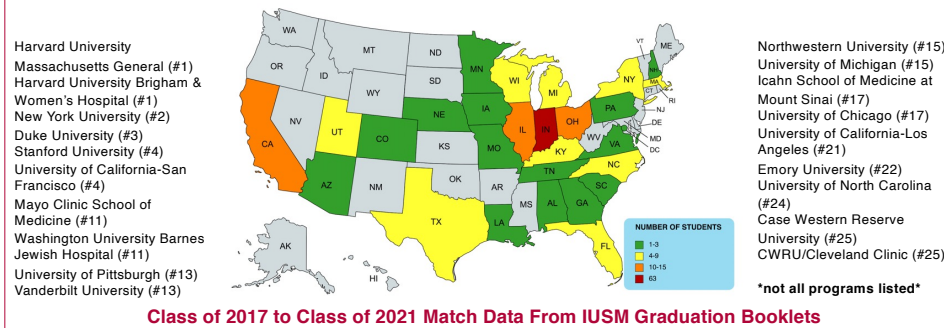 Harvard University
Massachusetts General (#1)
Harvard University Brigham &
Women's Hospital (#1)
New York University (#2)
Duke University (#3)
Stanford University (#4)
University of California-San
Francisco (#4)
Mayo Clinic School of
Medicine (#11)
Washington University Barnes
Jewish Hospital (#11)
University of Pittsburgh (#13)
Vanderbilt University (#13)
WA
MT
ND
OR
ID
SD
WY
NV
UT
CO
NE
KS
CA
AZ
NM
OK
TX
MN
IA
MO
AR
LA
WI
MI
IL
IN
OH
KY
TN
MS
AL
GA
SC
NC
VA
WV
PA
NY
VT
NH
ME
MA
CT
RI
NJ
DE
MD
DC
FL
AK
HI
NUMBER OF STUDENTS
1-3
4-9
10-15
63
Northwestern University (#15)
University of Michigan (#15)
Icahn School of Medicine at
Mount Sinai (#17)
University of Chicago (#17)
University of California-Los
Angeles (#21)
Emory University (#22)
University of North Carolina
(#24)
Case Western Reserve
University (#25)
CWRU/Cleveland Clinic (#25)
*not all programs listed*
Class of 2017 to Class of 2021 Match Data From IUSM Graduation Booklets